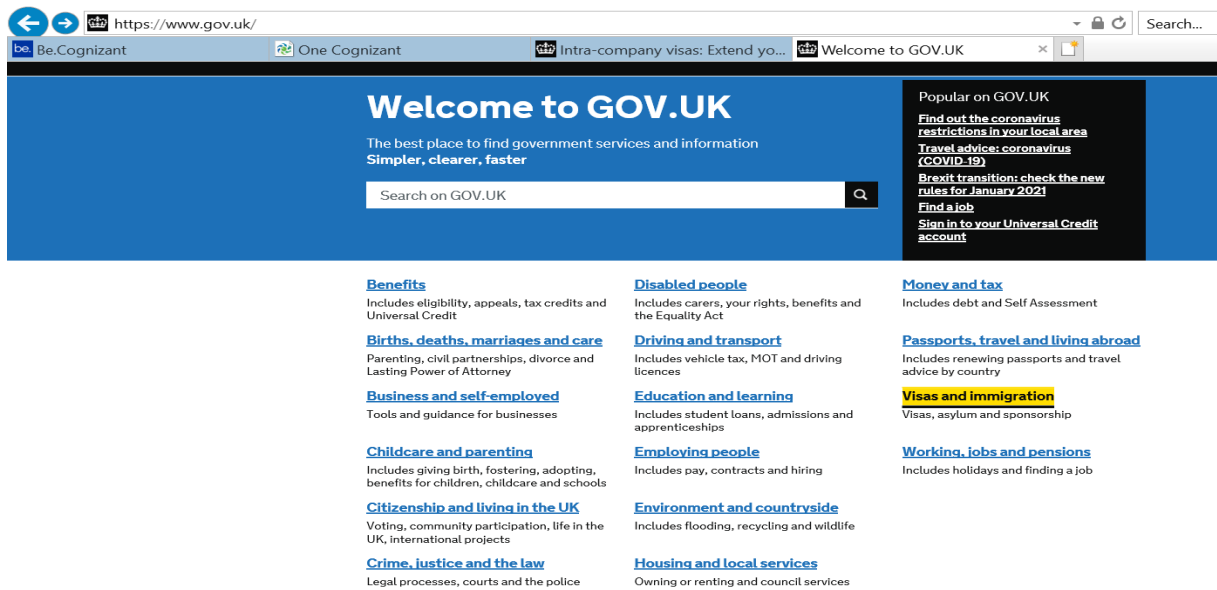 https://www.gov.uk/
Search...
be. Be.Cognizant
One Cognizant
Intra-company visas: Extend yo...
Welcome to GOV.UK
Welcome to GOV.UK
The best place to find government services and information
Simpler, clearer, faster
Search on GOV.UK
Popular on GOV.UK
Find out the coronavirus
restrictions in your local area
Travel advice: coronavirus
(COVID-19)
Brexit transition: check the new
rules for January 2021
Find a job
Sign in to your Universal Credit
account
Benefits
Includes eligibility, appeals, tax credits and
Universal Credit
Births, deaths, marriages and care
Parenting, civil partnerships, divorce and
Lasting Power of Attorney
Business and self-employed
Tools and guidance for businesses
Childcare and parenting
Includes giving birth, fostering, adopting,
benefits for children, childcare and schools
Citizenship and living in the UK
Voting, community participation, life in the
UK, international projects
Crime, justice and the law
Legal processes, courts and the police
Disabled people
Includes carers, your rights, benefits and
the Equality Act
Driving and transport
Includes vehicle tax, MOT and driving
licences
Education and learning
Includes student loans, admissions and
apprenticeships
Employing people
Includes pay, contracts and hiring
Environment and countryside
Includes flooding, recycling and wildlife
Housing and local services
Owning or renting and council services
Money and tax
Includes debt and Self Assessment
Passports, travel and living abroad
Includes renewing passports and travel
advice by country
Visas and immigration
Visas, asylum and sponsorship
Working, jobs and pensions
Includes holidays and finding a job